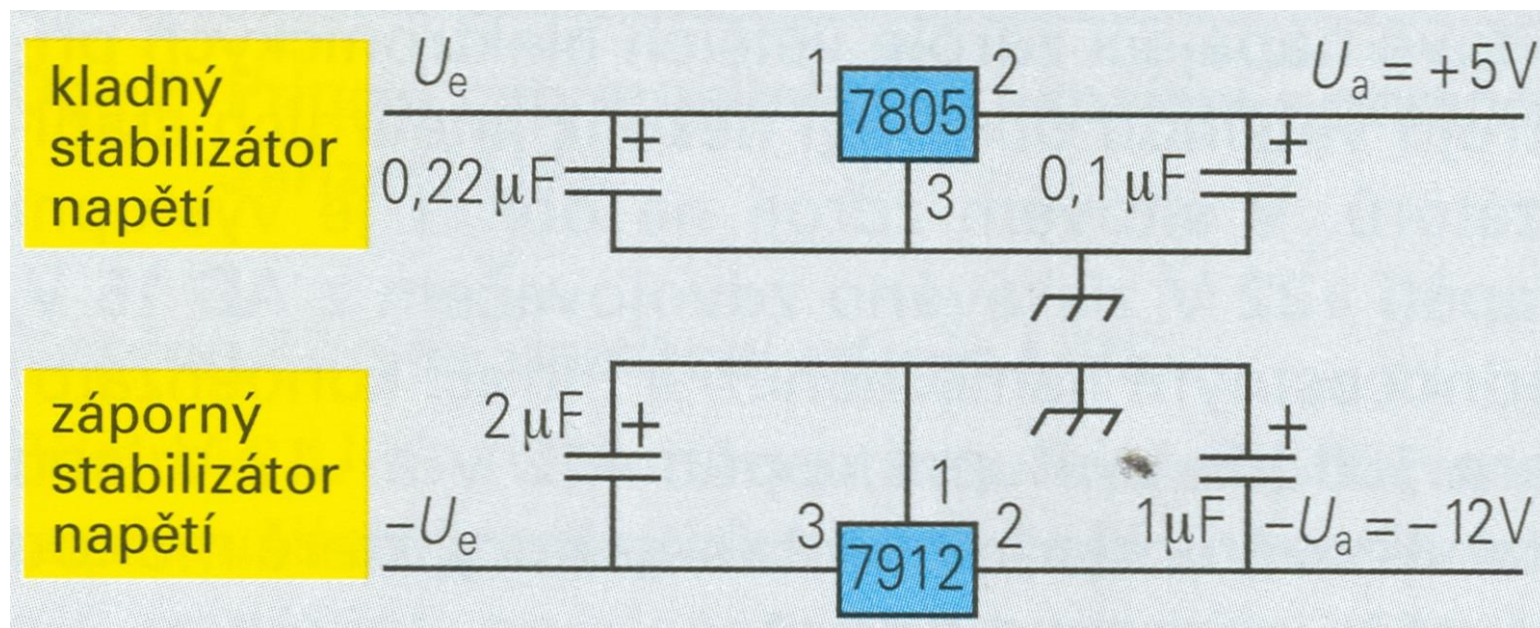 kladný
stabilizátor
napětí
Uₑ
1
7805
2
Uₐ = +5V
+
0,22 μF
3
0,1 μF
+
záporný
stabilizátor
napětí
2 μF
+
+
1
–Uₑ
3
7912
2
1μF
–Uₐ = –12V